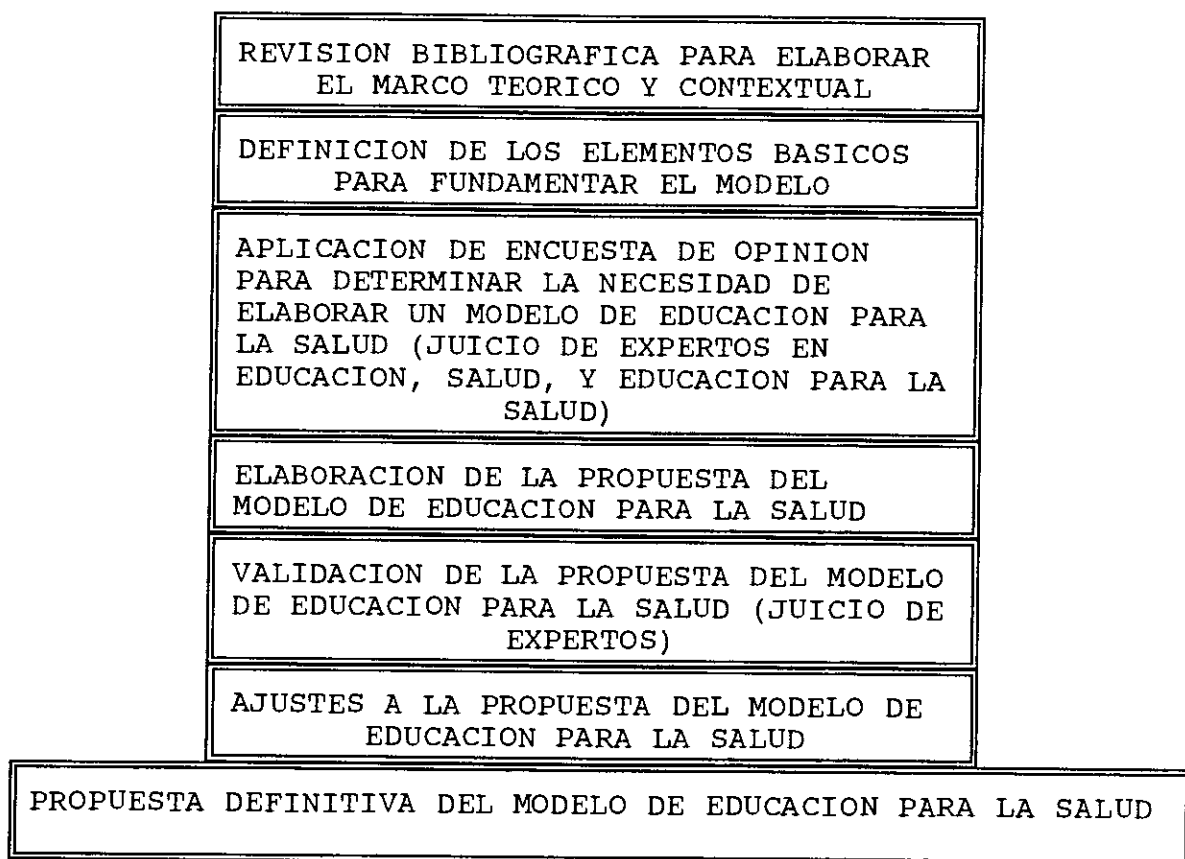 REVISION BIBLIOGRAFICA PARA ELABORAR
EL MARCO TEORICO Y CONTEXTUAL
DEFINICION DE LOS ELEMENTOS BASICOS
PARA FUNDAMENTAR EL MODELO
APLICACION DE ENCUESTA DE OPINION
PARA DETERMINAR LA NECESIDAD DE
ELABORAR UN MODELO DE EDUCACION PARA
LA SALUD (JUICIO DE EXPERTOS EN
EDUCACION, SALUD, Y EDUCACION PARA LA
SALUD)
ELABORACION DE LA PROPUESTA DEL
MODELO DE EDUCACION PARA LA SALUD
VALIDACION DE LA PROPUESTA DEL MODELO
DE EDUCACION PARA LA SALUD (JUICIO DE
EXPERTOS)
AJUSTES A LA PROPUESTA DEL MODELO DE
EDUCACION PARA LA SALUD
PROPUESTA DEFINITIVA DEL MODELO DE EDUCACION PARA LA SALUD